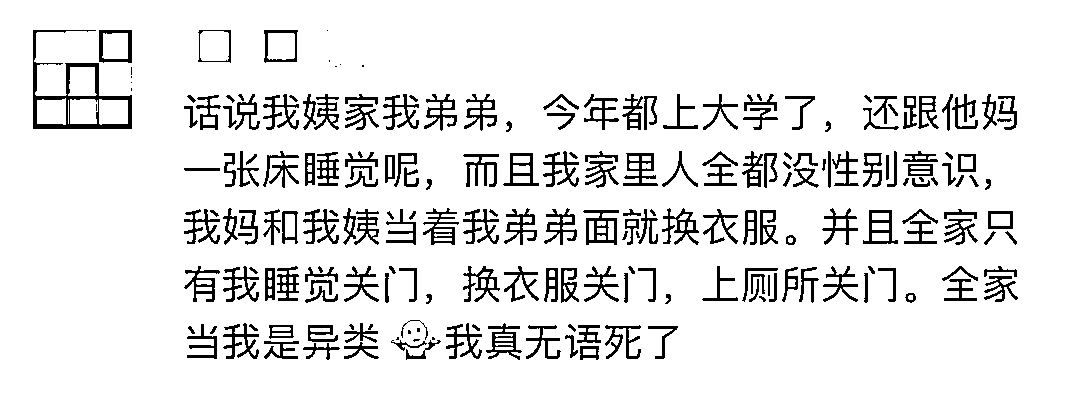 话说我姨家我弟弟，今年都上大学了，还跟他妈
一张床睡觉呢，而且我家里人全都没性别意识，
我妈和我姨当着我弟弟面就换衣服。并且全家只
有我睡觉关门，换衣服关门，上厕所关门。全家
当我是异类 我真无语死了